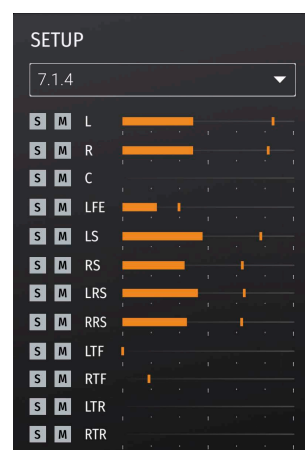 SETUP
7.1.4
S M L
S M R
S M C
S M LFE
S M LS
S M RS
S M LRS
S M RRS
S M LTF
S M RTF
S M LTR
S M RTR